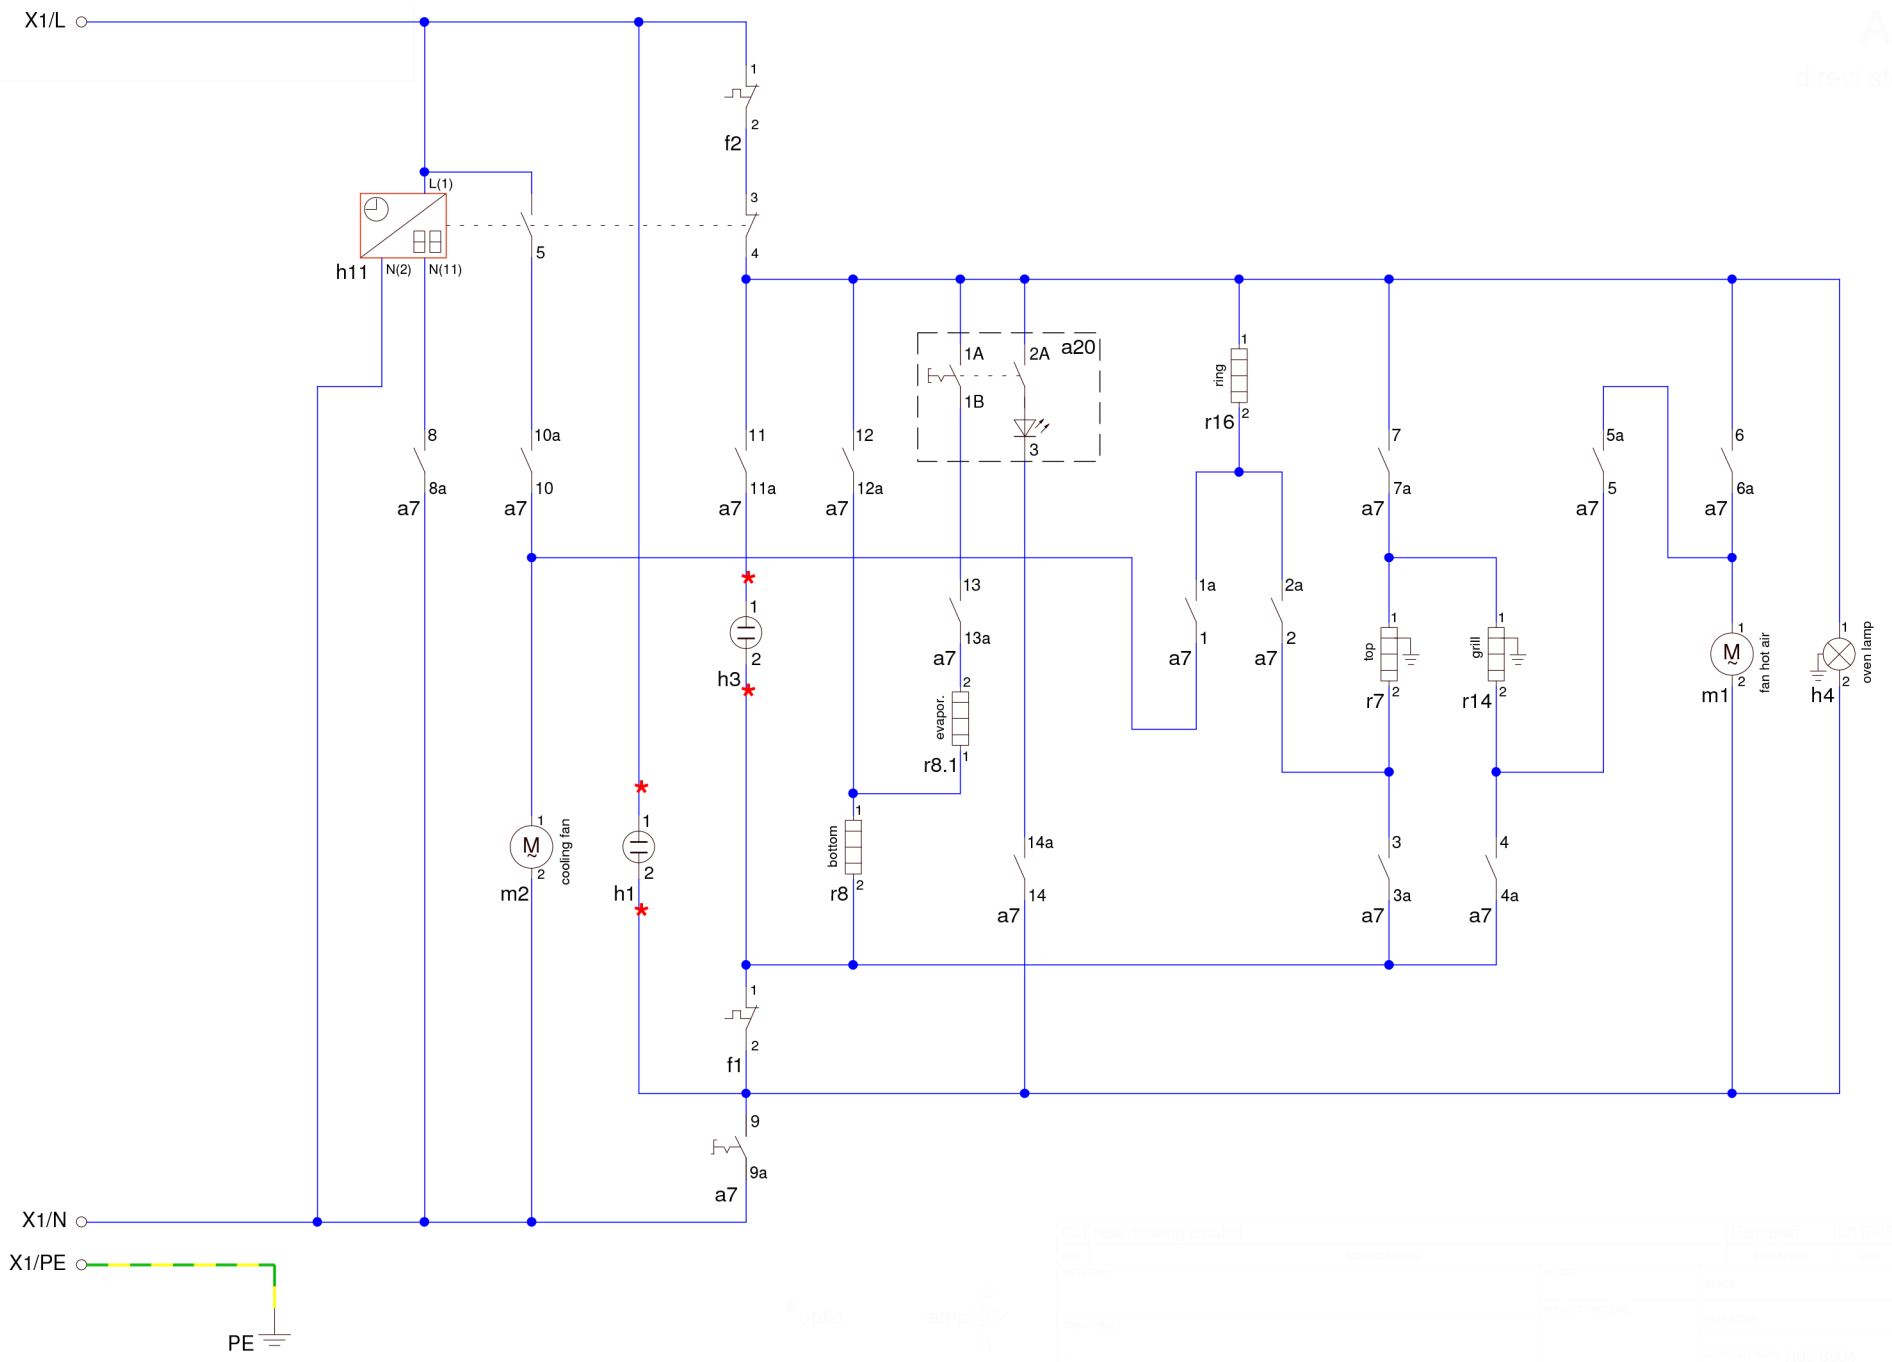 X1/L
1
2
f2
L(1)
3
4
5
h11
N(2)
N(11)
1A
2A
a20
1B
3
ring
1
2
r16
8
8a
a7
10a
10
a7
11
11a
a7
12
12a
a7
7
7a
a7
5a
5
a7
6
6a
a7
13
13a
a7
1a
1
a7
2a
2
a7
1
2
h3
top
1
2
r7
grill
1
2
r14
1
M
~
2
m1
fan hot air
1
2
h4
oven lamp
evapor.
2
1
r8.1
1
M
~
2
m2
cooling fan
1
2
h1
bottom
1
2
r8
14a
14
a7
3
3a
a7
4
4a
a7
1
2
f1
9
9a
a7
X1/N
X1/PE
PE